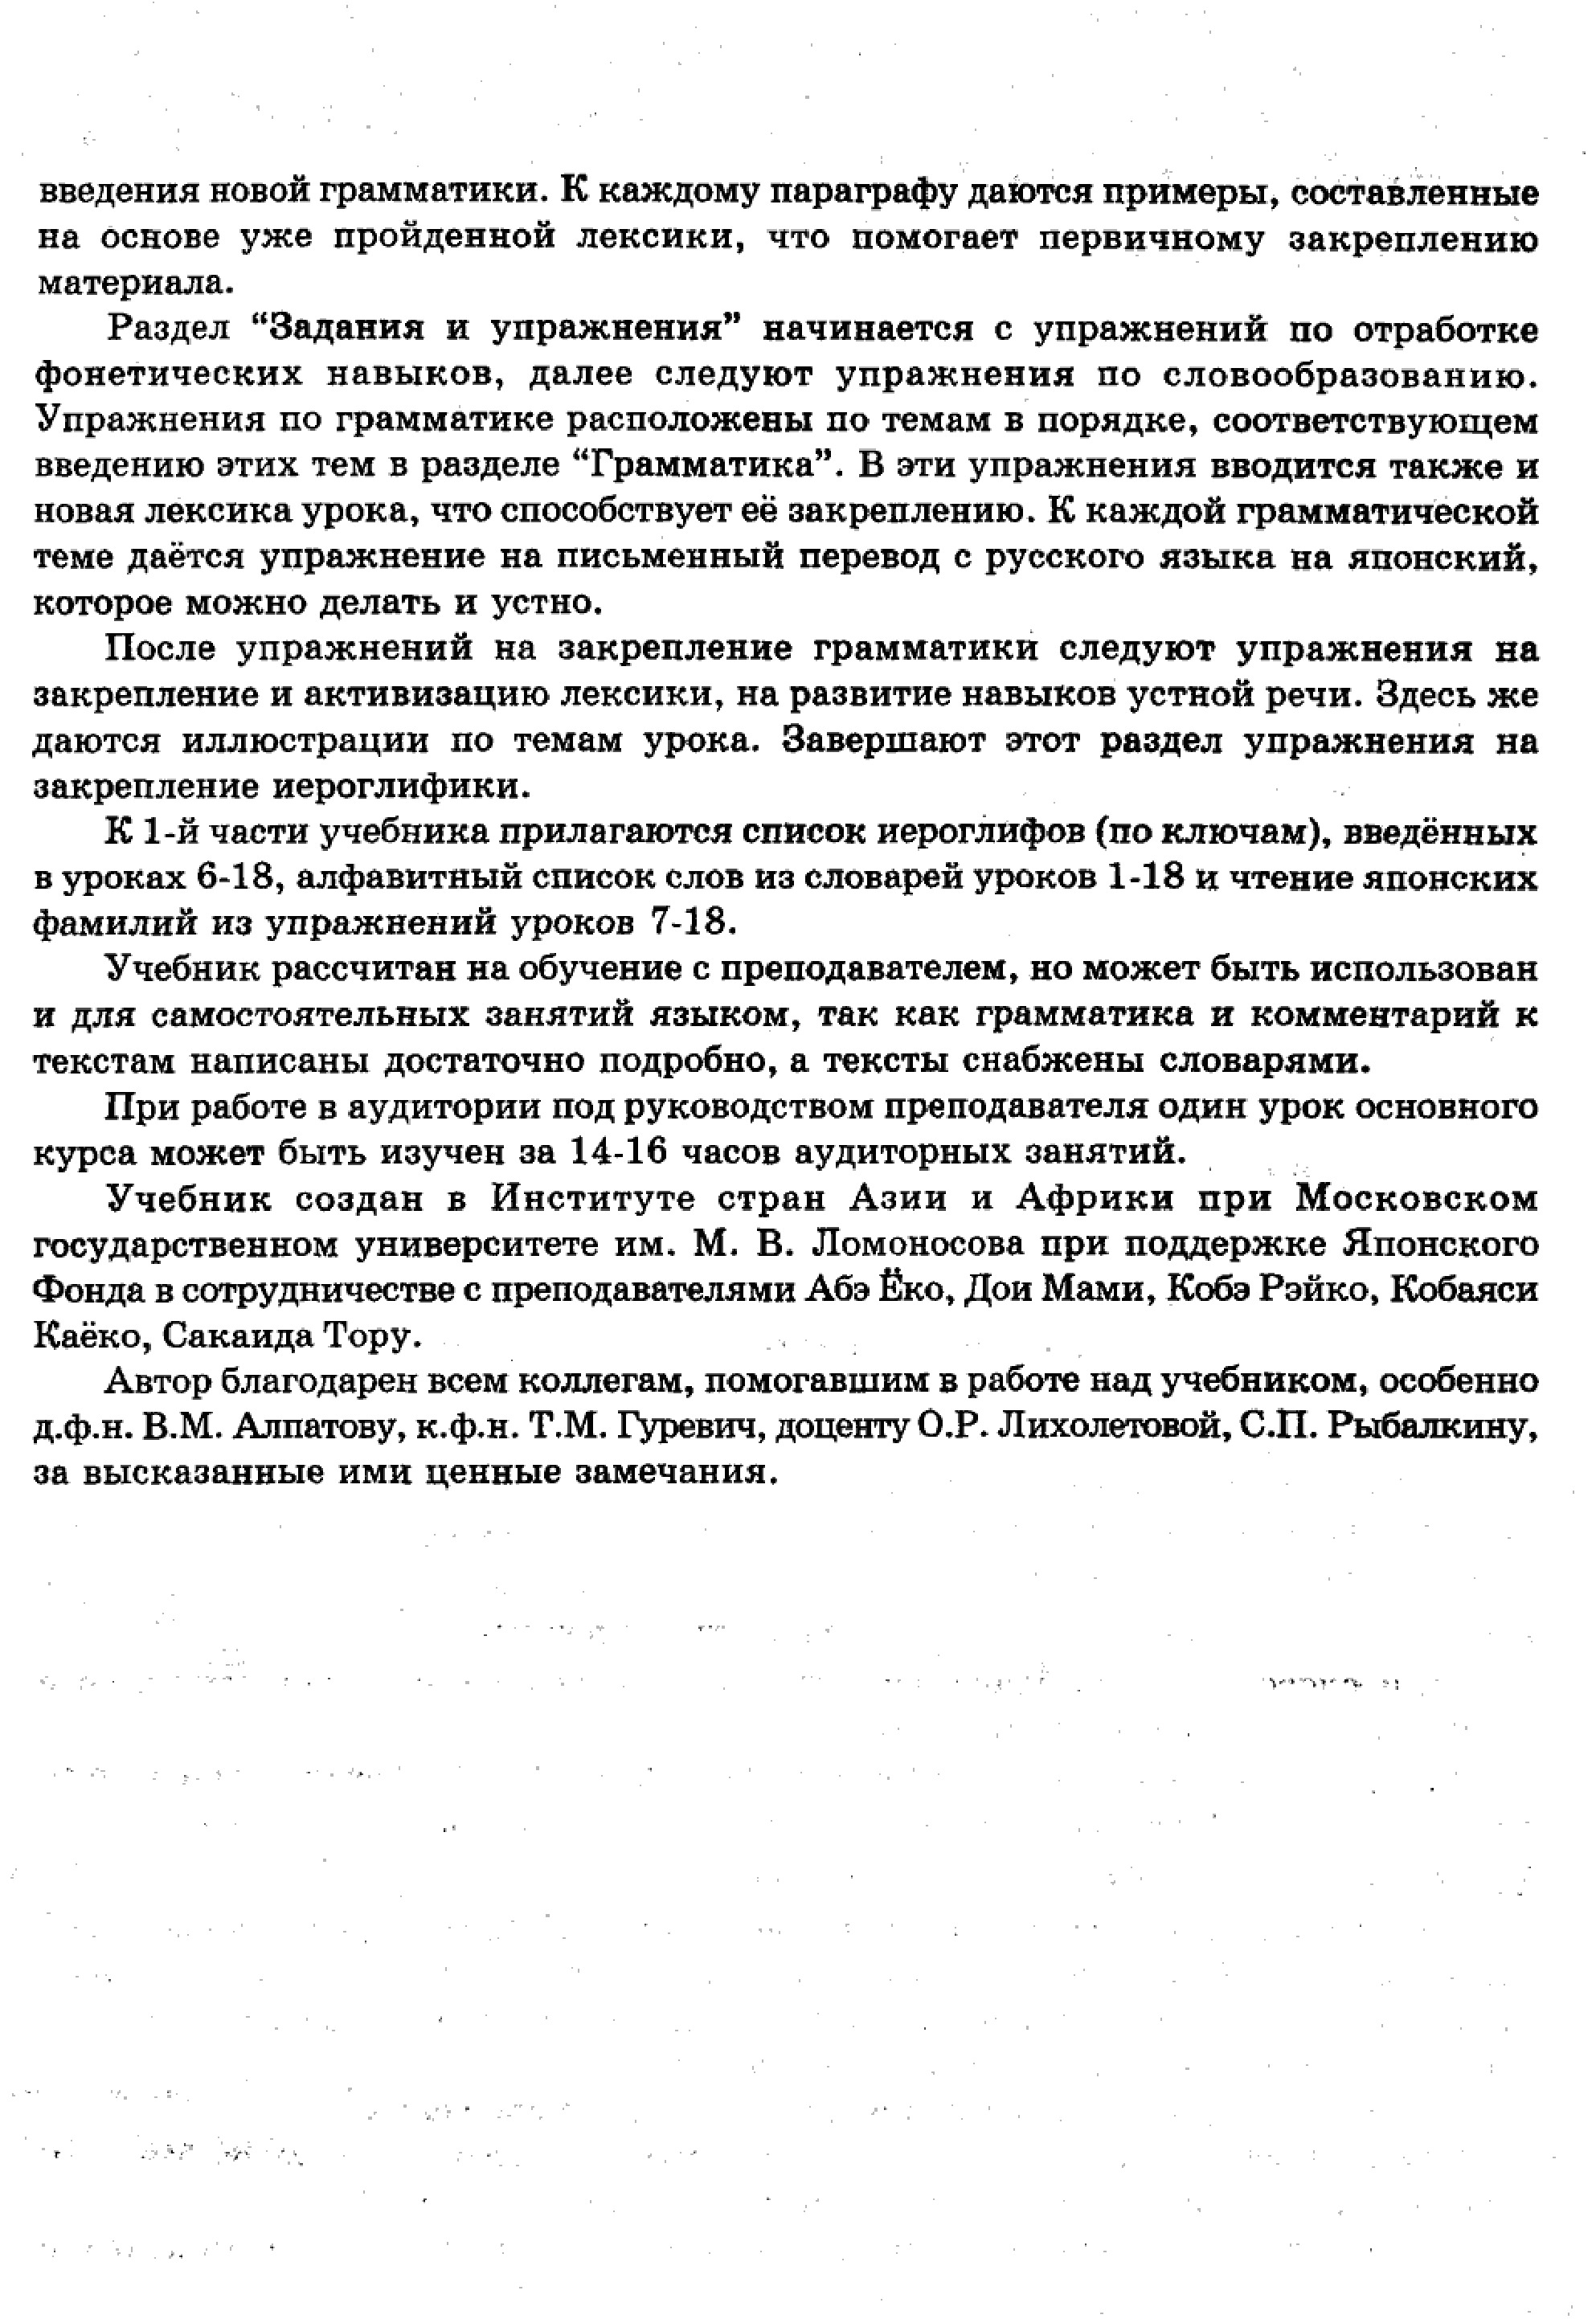 введения новой грамматики. К каждому параграфу даются примеры, составленные
на основе уже пройденной лексики, что помогает первичному закреплению
материала.
Раздел “Задания и упражнения” начинается с упражнений по отработке
фонетических навыков, далее следуют упражнения по словообразованию.
Упражнения по грамматике расположены по темам в порядке, соответствующем
введению этих тем в разделе “Грамматика”. В эти упражнения вводится также и
новая лексика урока, что способствует её закреплению. К каждой грамматической
теме даётся упражнение на письменный перевод с русского языка на японский,
которое можно делать и устно.
После упражнений на закрепление грамматики следуют упражнения на
закрепление и активизацию лексики, на развитие навыков устной речи. Здесь же
даются иллюстрации по темам урока. Завершают этот раздел упражнения на
закрепление иероглифики.
К 1-й части учебника прилагаются список иероглифов (по ключам), введённых
в уроках 6-18, алфавитный список слов из словарей уроков 1-18 и чтение японских
фамилий из упражнений уроков 7-18.
Учебник рассчитан на обучение с преподавателем, но может быть использован
и для самостоятельных занятий языком, так как грамматика и комментарий к
текстам написаны достаточно подробно, а тексты снабжены словарями.
При работе в аудитории под руководством преподавателя один урок основного
курса может быть изучен за 14-16 часов аудиторных занятий.
Учебник создан в Институте стран Азии и Африки при Московском
государственном университете им. М. В. Ломоносова при поддержке Японского
Фонда в сотрудничестве с преподавателями Абэ Ёко, Дои Мами, Кобэ Рэйко, Кобаяси
Каёко, Сакаида Тору.
Автор благодарен всем коллегам, помогавшим в работе над учебником, особенно
д.ф.н. В.М. Алпатову, к.ф.н. Т.М. Гуревич, доценту О.Р. Лихолетовой, С.П. Рыбалкину,
за высказанные ими ценные замечания.